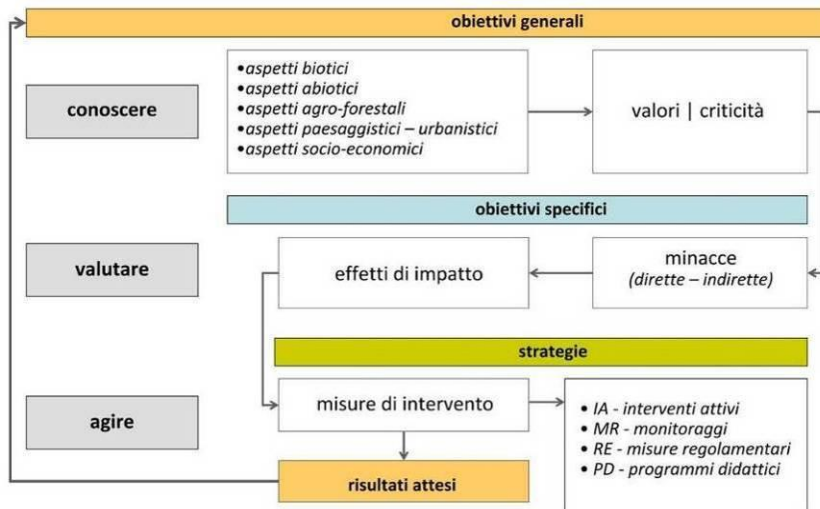 obiettivi generali
conoscere
•aspetti biotici
•aspetti abiotici
•aspetti agro-forestali
•aspetti paesaggistici – urbanistici
•aspetti socio-economici
valori | criticità
obiettivi specifici
valutare
effetti di impatto
minacce
(dirette – indirette)
strategie
agire
misure di intervento
• IA - interventi attivi
• MR - monitoraggi
• RE - misure regolamentari
• PD - programmi didattici
risultati attesi